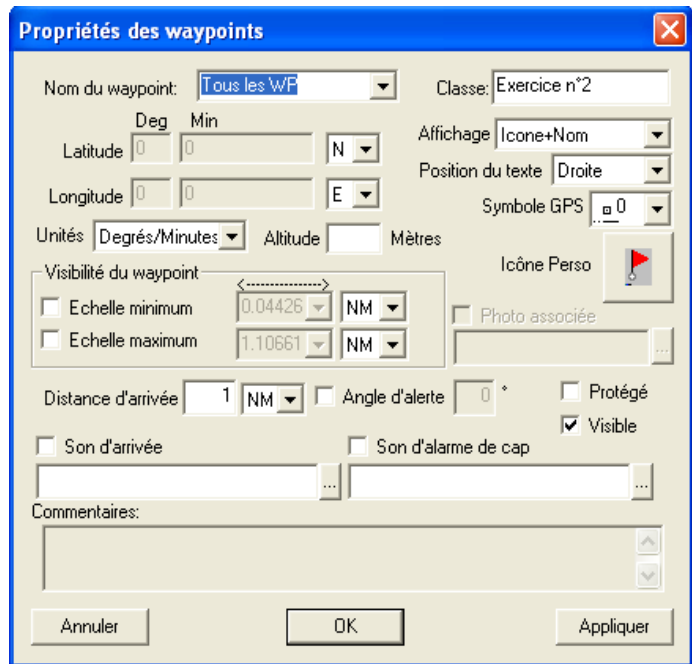 Propriétés des waypoints
Nom du waypoint: Tous les WP Classe: Exercice n°2
Deg Min
Affichage Icone+Nom
Latitude 0 0 N
Position du texte Droite
Longitude 0 0 E
Symbole GPS 0
Unités Degrés/Minutes Altitude Mètres
Icône Perso
Visibilité du waypoint
<--------------->
Echelle minimum 0.04426 NM
Photo associée
Echelle maximum 1.10661 NM
...
Distance d'arrivée 1 NM Angle d'alerte 0 ° Protégé
Visible
Son d'arrivée Son d'alarme de cap
... ...
Commentaires:
Annuler OK Appliquer